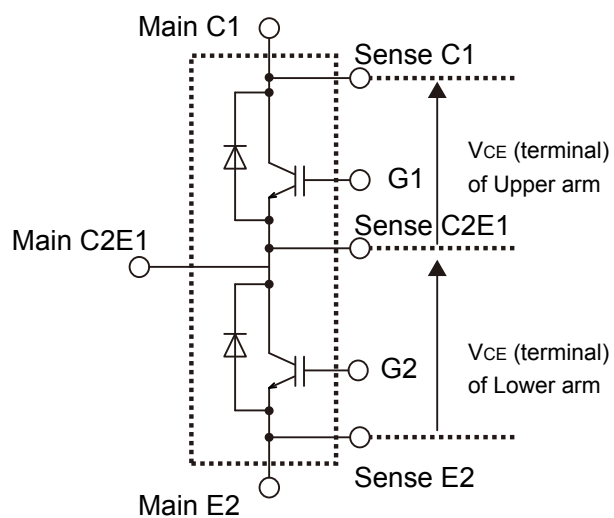 Main C1
Sense C1
VCE (terminal)
of Upper arm
G1
Sense C2E1
Main C2E1
VCE (terminal)
of Lower arm
G2
Sense E2
Main E2